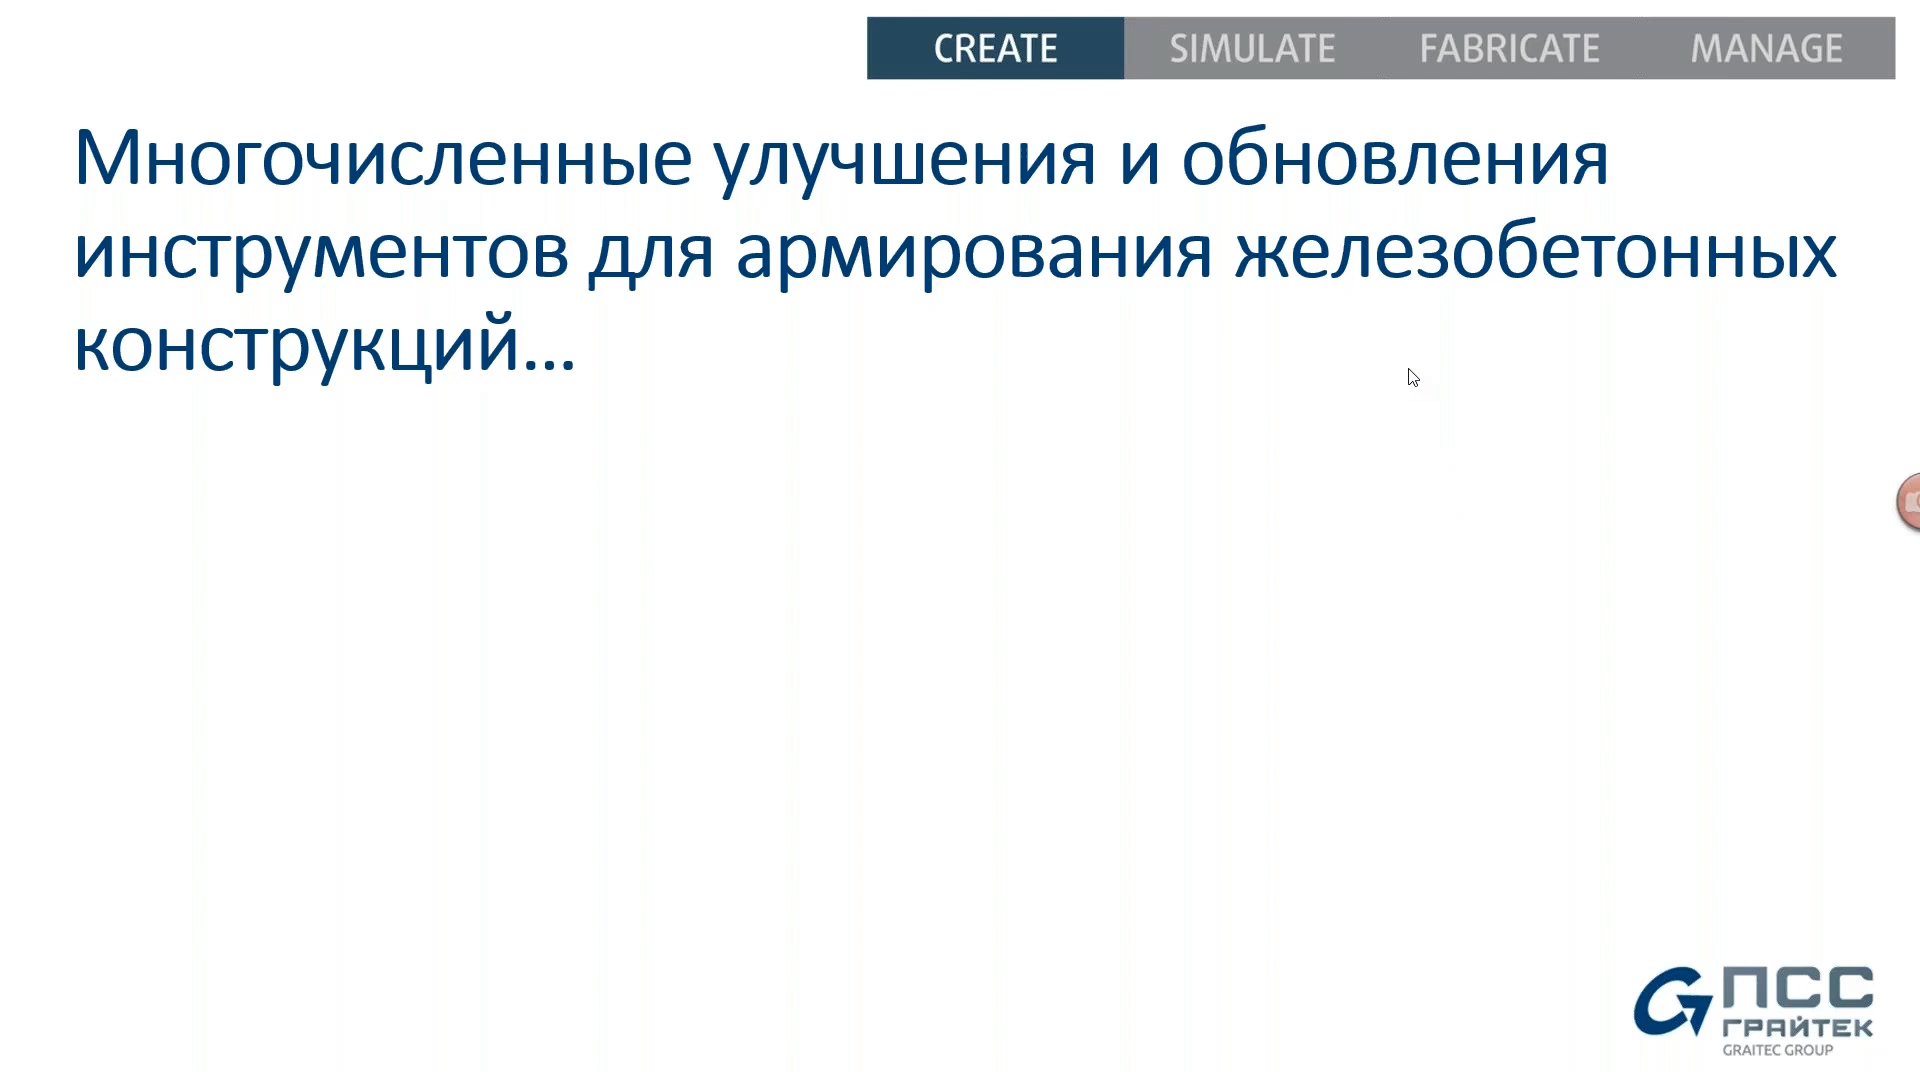 CREATE SIMULATE FABRICATE MANAGE
Многочисленные улучшения и обновления
инструментов для армирования железобетонных
конструкций...
ПСС
ГРАЙТЕК
GRAITEC GROUP